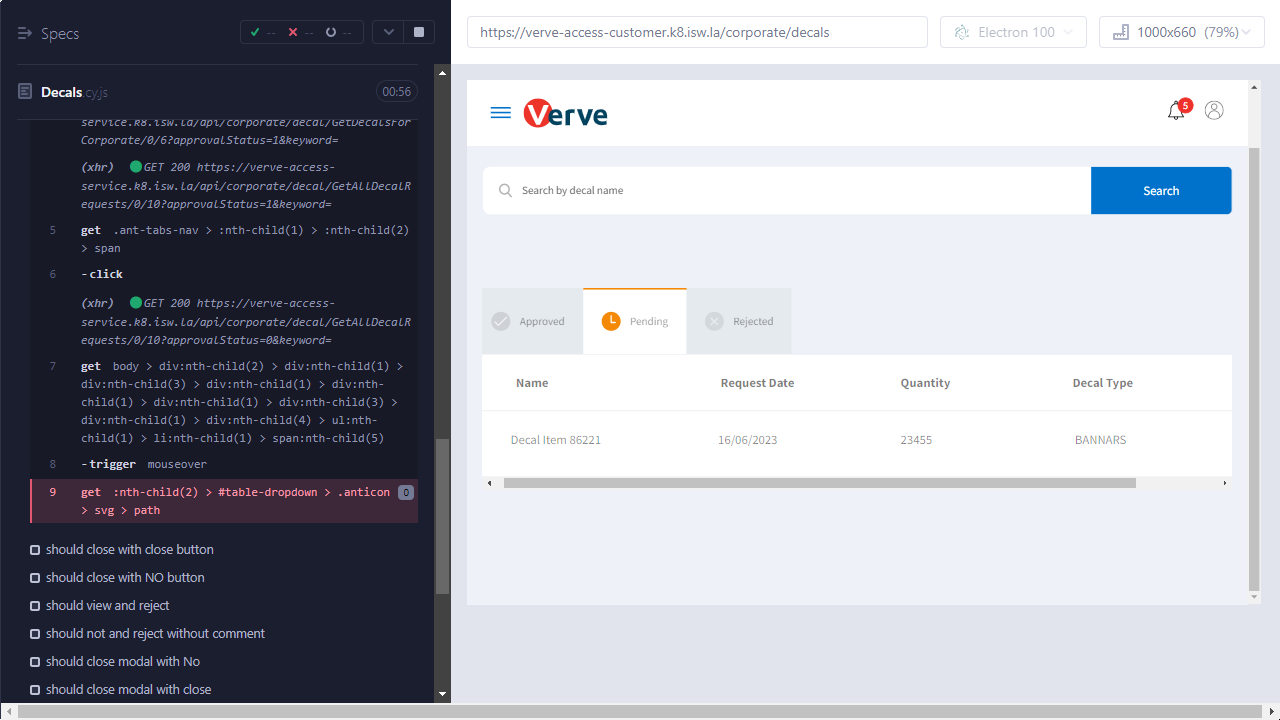 Specs
--
--
--
Decals cy.js
00:56
service.k8.isw.la/api/corporate/decal/GetDecalsFor
Corporate/0/6?approvalStatus=1&keyword=
(xhr) GET 200 https://verve-access-
service.k8.isw.la/api/corporate/decal/GetAllDecalR
equests/0/10?approvalStatus=1&keyword=
5 get .ant-tabs-nav > :nth-child(1) > :nth-child(2)
> span
6 -click
(xhr) GET 200 https://verve-access-
service.k8.isw.la/api/corporate/decal/GetAllDecalR
equests/0/10?approvalStatus=0&keyword=
7 get body > div:nth-child(2) > div:nth-child(1) >
div:nth-child(3) > div:nth-child(1) > div:nth-
child(1) > div:nth-child(1) > div:nth-child(3) >
div:nth-child(1) > div:nth-child(4) > ul:nth-
child(1) > li:nth-child(1) > span:nth-child(5)
8 -trigger mouseover
9 get :nth-child(2) > #table-dropdown > .anticon 0
> svg > path
should close with close button
should close with NO button
should view and reject
should not and reject without comment
should close modal with No
should close modal with close
https://verve-access-customer.k8.isw.la/corporate/decals
Electron 100
1000x660 (79%)
Verve
5
Search by decal name
Search
Approved
Pending
Rejected
Name Request Date Quantity Decal Type
Decal Item 86221 16/06/2023 23455 BANNARS